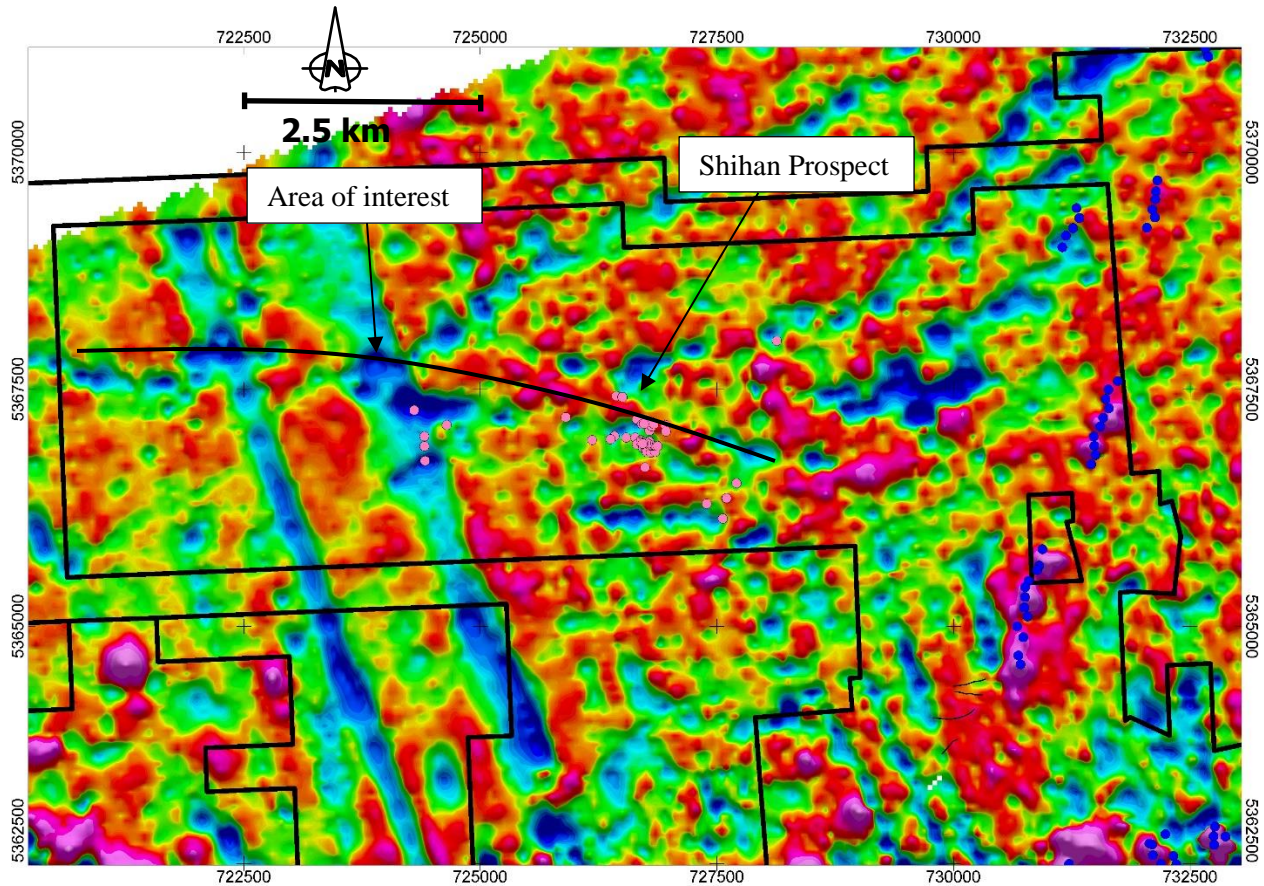 722500 725000 727500 730000 732500
N
2.5 km
Area of interest
Shihan Prospect
5370000 5370000
5367500 5367500
5365000 5365000
5362500 5362500
722500 725000 727500 730000 732500